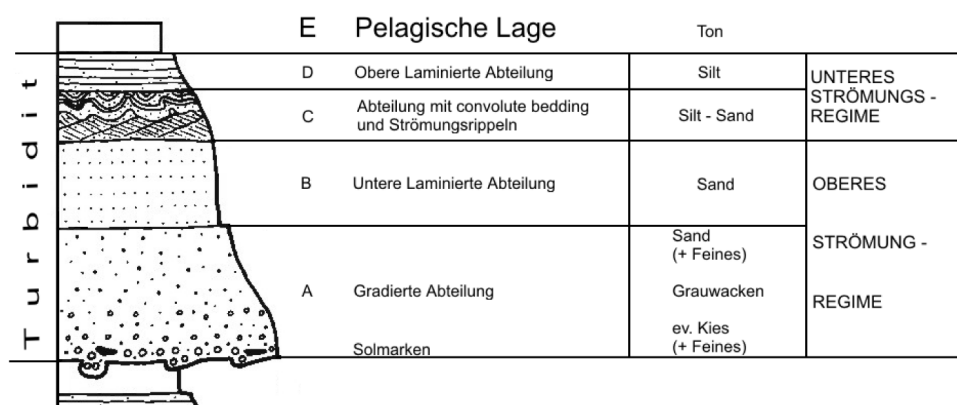 E Pelagische Lage Ton
D Obere Laminierte Abteilung Silt
C Abteilung mit convolute bedding
und Strömungsrippeln Silt - Sand
UNTERES
STRÖMUNGS -
REGIME
B Untere Laminierte Abteilung Sand
A Gradierte Abteilung
Solmarken
Sand
(+ Feines)
Grauwacken
ev. Kies
(+ Feines)
OBERES
STRÖMUNG -
REGIME
Turbidit